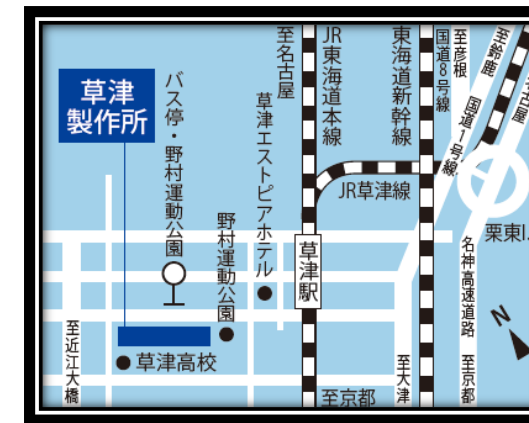 草津
製作所
バス停・野村運動公園
至名古屋
JR東海道本線
東海道新幹線
国道8号線
至彦根
至鈴鹿
国道1号線
名古屋
草津エストピアホテル
JR草津線
野村運動公園
草津駅
栗東I.
名神高速道路
N
至近江大橋
草津高校
至京都
至大津
至京都